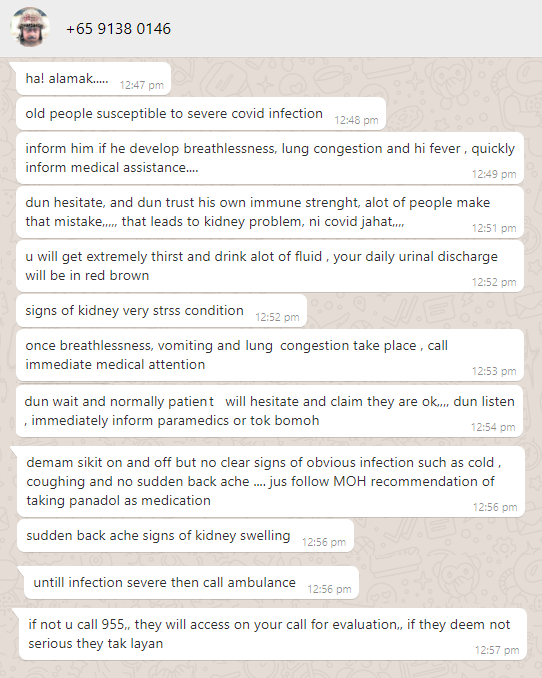 +65 9138 0146
ha! alamak.....
12:47 pm
old people susceptible to severe covid infection
12:48 pm
inform him if he develop breathlessness, lung congestion and hi fever , quickly
inform medical assistance....
12:49 pm
dun hesitate, and dun trust his own immune strenght, alot of people make
that mistake,,,,, that leads to kidney problem, ni covid jahat,,,,
12:51 pm
u will get extremely thirst and drink alot of fluid , your daily urinal discharge
will be in red brown
12:52 pm
signs of kidney very strss condition
12:52 pm
once breathlessness, vomiting and lung congestion take place , call
immediate medical attention
12:53 pm
dun wait and normally patient will hesitate and claim they are ok,,,, dun listen
, immediately inform paramedics or tok bomoh
12:54 pm
demam sikit on and off but no clear signs of obvious infection such as cold ,
coughing and no sudden back ache .... jus follow MOH recommendation of
taking panadol as medication
12:56 pm
sudden back ache signs of kidney swelling
12:56 pm
untill infection severe then call ambulance
12:56 pm
if not u call 955,, they will access on your call for evaluation,, if they deem not
serious they tak layan
12:57 pm